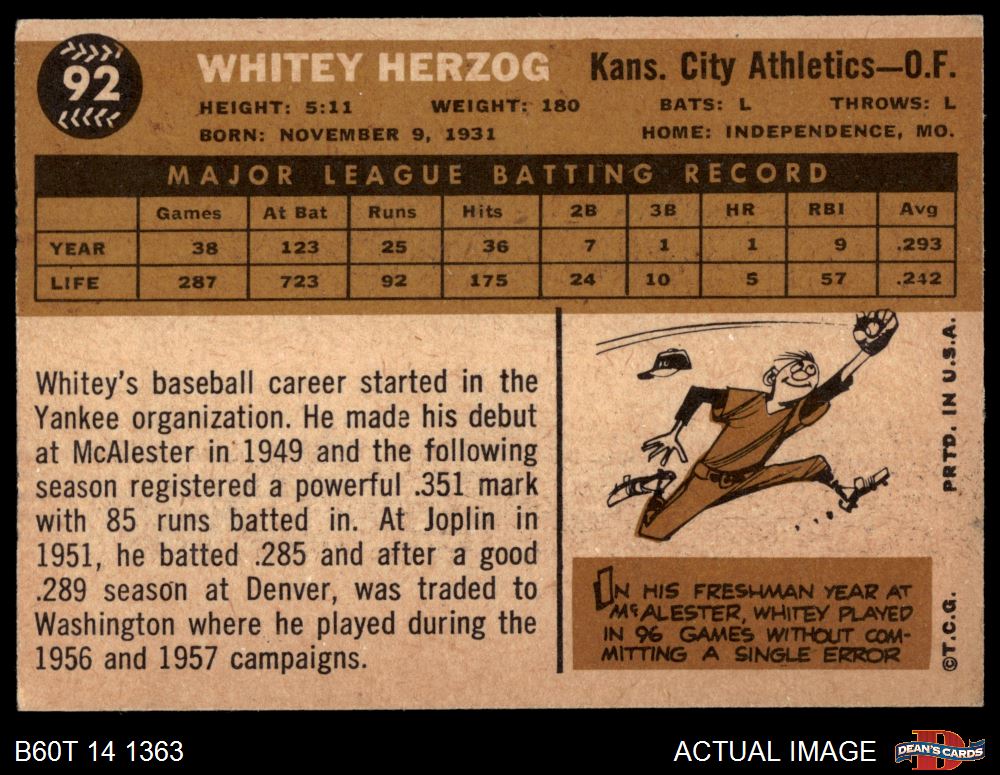 92
WHITEY HERZOG Kans. City Athletics—O.F.
HEIGHT: 5:11 WEIGHT: 180 BATS: L THROWS: L
BORN: NOVEMBER 9, 1931 HOME: INDEPENDENCE, MO.
MAJOR LEAGUE BATTING RECORD
Games At Bat Runs Hits 2B 3B HR RBI Avg
YEAR 38 123 25 36 7 1 1 9 .293
LIFE 287 723 92 175 24 10 5 57 .242
Whitey's baseball career started in the
Yankee organization. He made his debut
at McAlester in 1949 and the following
season registered a powerful .351 mark
with 85 runs batted in. At Joplin in
1951, he batted .285 and after a good
.289 season at Denver, was traded to
Washington where he played during the
1956 and 1957 campaigns.
IN HIS FRESHMAN YEAR AT
McALESTER, WHITEY PLAYED
IN 96 GAMES WITHOUT COM-
MITTING A SINGLE ERROR
©T.C.G. PRTD. IN U.S.A.
B60T 14 1363 ACTUAL IMAGE
D
DEAN'S CARDS